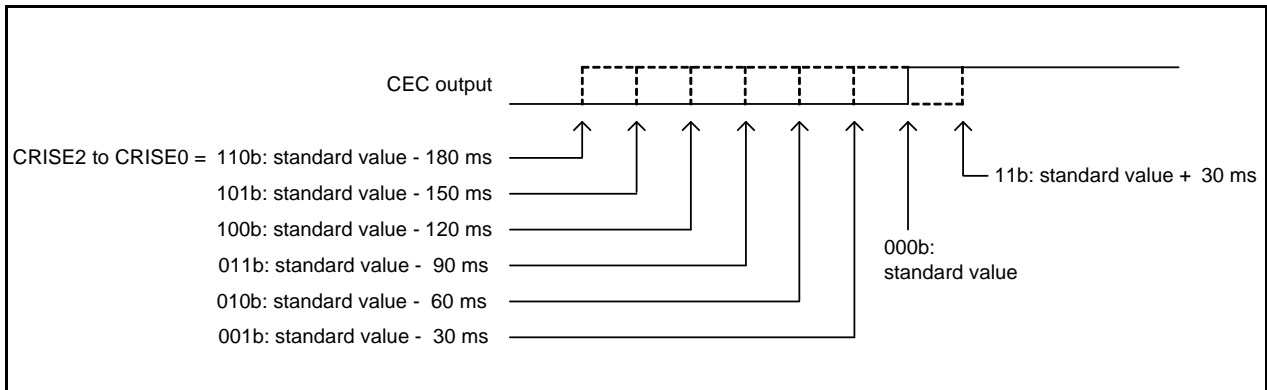 CEC output
CRISE2 to CRISE0 = 110b: standard value - 180 ms
101b: standard value - 150 ms
100b: standard value - 120 ms
011b: standard value -  90 ms
010b: standard value -  60 ms
001b: standard value -  30 ms
000b:
standard value
11b: standard value +  30 ms